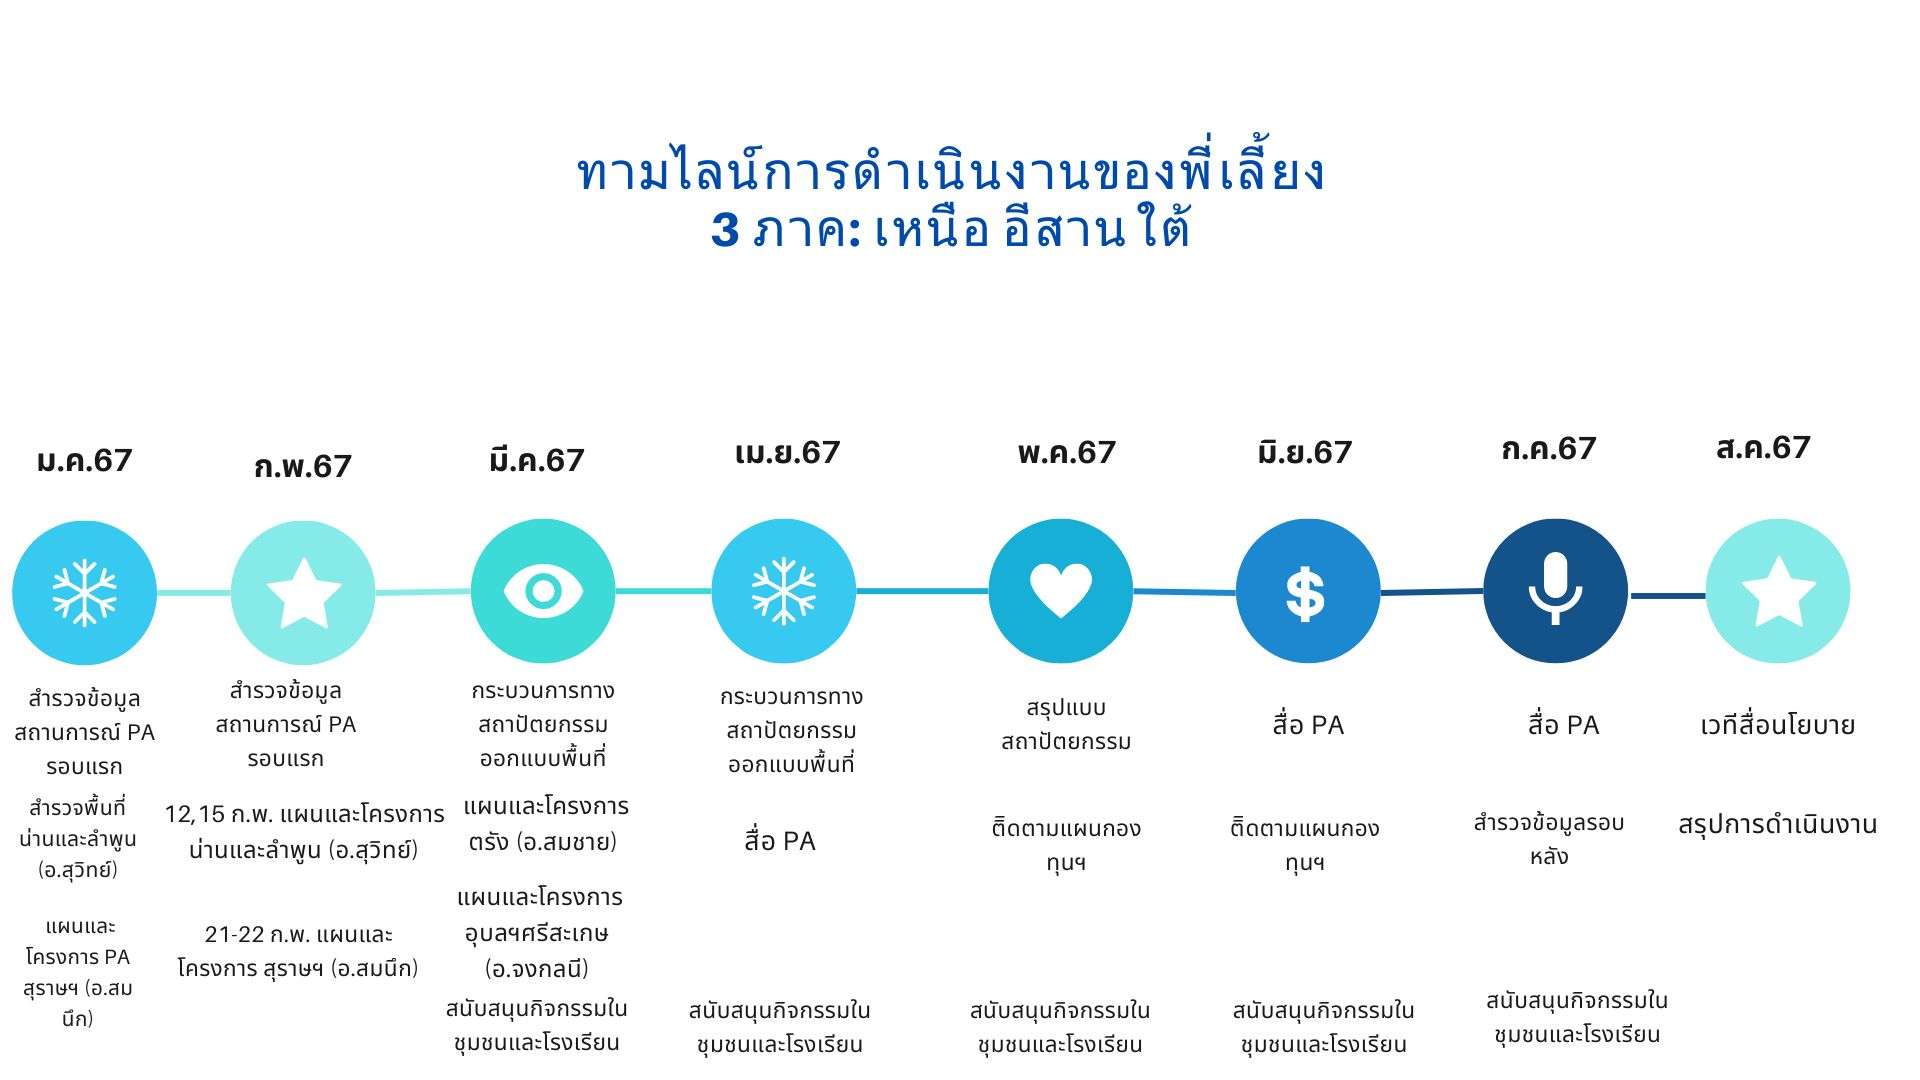 ทามไลน์การดำเนินงานของพี่เลี้ยง
3 ภาค: เหนือ อีสาน ใต้
ม.ค.67
สำรวจข้อมูล
สถานการณ์ PA
รอบแรก
สำรวจพื้นที่
น่านและลำพูน
(อ.สุวิทย์)
แผนและ
โครงการ PA
สุราษฯ (อ.สม
นึก)
ก.พ.67
สำรวจข้อมูล
สถานการณ์ PA
รอบแรก
12,15 ก.พ. แผนและโครงการ
น่านและลำพูน (อ.สุวิทย์)
21-22 ก.พ. แผนและ
โครงการ สุราษฯ (อ.สมนึก)
มี.ค.67
กระบวนการทาง
สถาปัตยกรรม
ออกแบบพื้นที่
แผนและโครงการ
ตรัง (อ.สมชาย)
แผนและโครงการ
อุบลฯศรีสะเกษ
(อ.จงกลนี)
สนับสนุนกิจกรรมใน
ชุมชนและโรงเรียน
เม.ย.67
กระบวนการทาง
สถาปัตยกรรม
ออกแบบพื้นที่
สื่อ PA
สนับสนุนกิจกรรมใน
ชุมชนและโรงเรียน
พ.ค.67
สรุปแบบ
สถาปัตยกรรม
ติดตามแผนกอง
ทุนฯ
สนับสนุนกิจกรรมใน
ชุมชนและโรงเรียน
มิ.ย.67
สื่อ PA
ติดตามแผนกอง
ทุนฯ
สนับสนุนกิจกรรมใน
ชุมชนและโรงเรียน
ก.ค.67
สื่อ PA
สำรวจข้อมูลรอบ
หลัง
สนับสนุนกิจกรรมใน
ชุมชนและโรงเรียน
ส.ค.67
เวทีสื่อนโยบาย
สรุปการดำเนินงาน